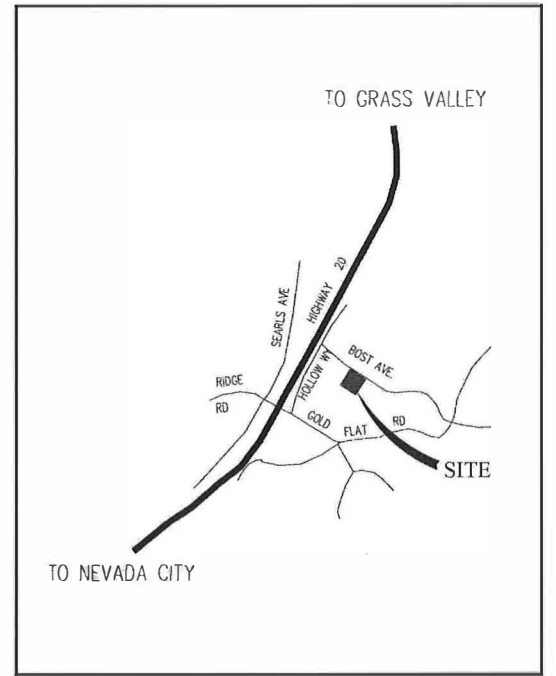 TO GRASS VALLEY
SEARLS AVE
HIGHWAY 20
HOLLOW WY
BOST AVE.
RIDGE
RD
GOLD
FLAT
RD
SITE
TO NEVADA CITY